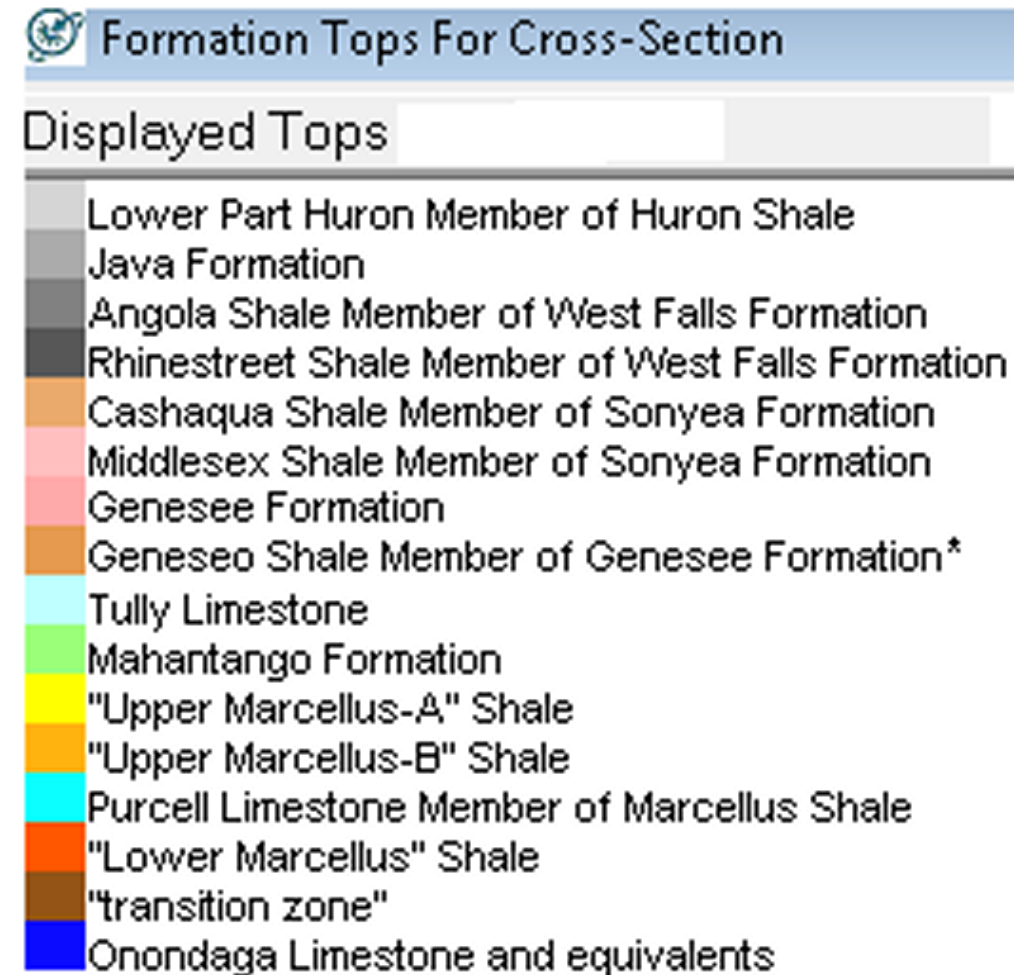 Formation Tops For Cross-Section
Displayed Tops
Lower Part Huron Member of Huron Shale
Java Formation
Angola Shale Member of West Falls Formation
Rhinestreet Shale Member of West Falls Formation
Cashaqua Shale Member of Sonyea Formation
Middlesex Shale Member of Sonyea Formation
Genesee Formation
Geneseo Shale Member of Genesee Formation*
Tully Limestone
Mahantango Formation
"Upper Marcellus-A" Shale
"Upper Marcellus-B" Shale
Purcell Limestone Member of Marcellus Shale
"Lower Marcellus" Shale
"transition zone"
Onondaga Limestone and equivalents